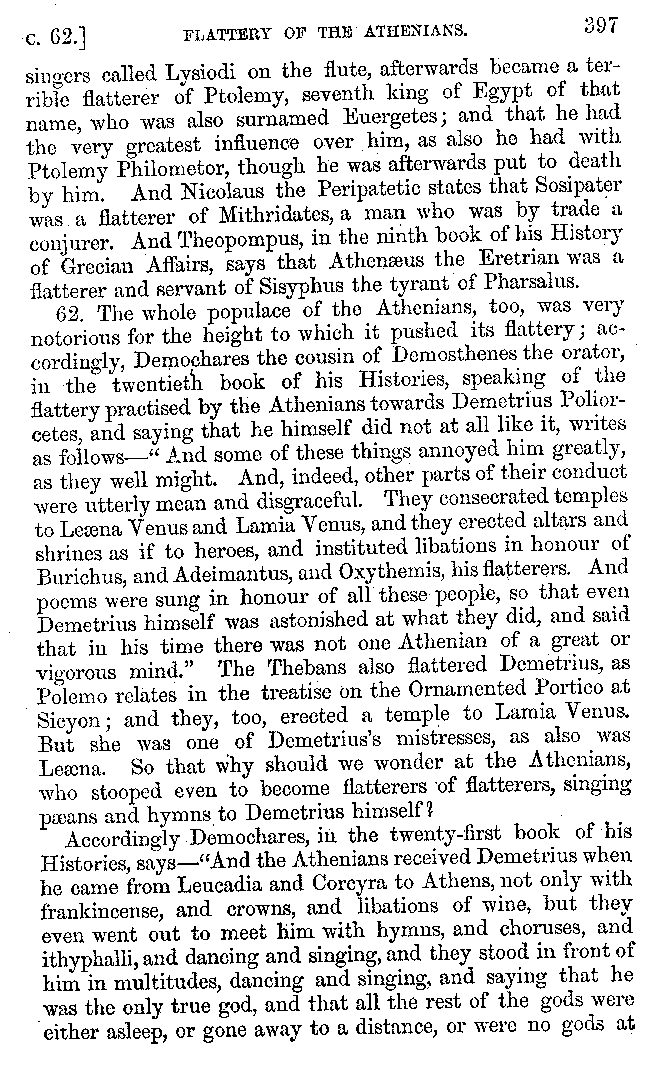 c. 62.] FLATTERY OF THE ATHENIANS. 397
singers called Lysiodi on the flute, afterwards became a ter-
rible flatterer of Ptolemy, seventh king of Egypt of that
name, who was also surnamed Euergetes; and that he had
the very greatest influence over him, as also he had with
Ptolemy Philometor, though he was afterwards put to death
by him. And Nicolaus the Peripatetic states that Sosipater
was a flatterer of Mithridates, a man who was by trade a
conjurer. And Theopompus, in the ninth book of his History
of Grecian Affairs, says that Athenæus the Eretrian was a
flatterer and servant of Sisyphus the tyrant of Pharsalus.
62. The whole populace of the Athenians, too, was very
notorious for the height to which it pushed its flattery; ac-
cordingly, Demochares the cousin of Demosthenes the orator,
in the twentieth book of his Histories, speaking of the
flattery practised by the Athenians towards Demetrius Polior-
cetes, and saying that he himself did not at all like it, writes
as follows—“ And some of these things annoyed him greatly,
as they well might. And, indeed, other parts of their conduct
were utterly mean and disgraceful. They consecrated temples
to Leæna Venus and Lamia Venus, and they erected altars and
shrines as if to heroes, and instituted libations in honour of
Burichus, and Adeimantus, and Oxythemis, his flatterers. And
poems were sung in honour of all these people, so that even
Demetrius himself was astonished at what they did, and said
that in his time there was not one Athenian of a great or
vigorous mind.” The Thebans also flattered Demetrius, as
Polemo relates in the treatise on the Ornamented Portico at
Sicyon; and they, too, erected a temple to Lamia Venus.
But she was one of Demetrius's mistresses, as also was
Leæna. So that why should we wonder at the Athenians,
who stooped even to become flatterers of flatterers, singing
pæans and hymns to Demetrius himself?
Accordingly Demochares, in the twenty-first book of his
Histories, says—“And the Athenians received Demetrius when
he came from Leucadia and Corcyra to Athens, not only with
frankincense, and crowns, and libations of wine, but they
even went out to meet him with hymns, and choruses, and
ithyphalli, and dancing and singing, and they stood in front of
him in multitudes, dancing and singing, and saying that he
was the only true god, and that all the rest of the gods were
either asleep, or gone away to a distance, or were no gods at